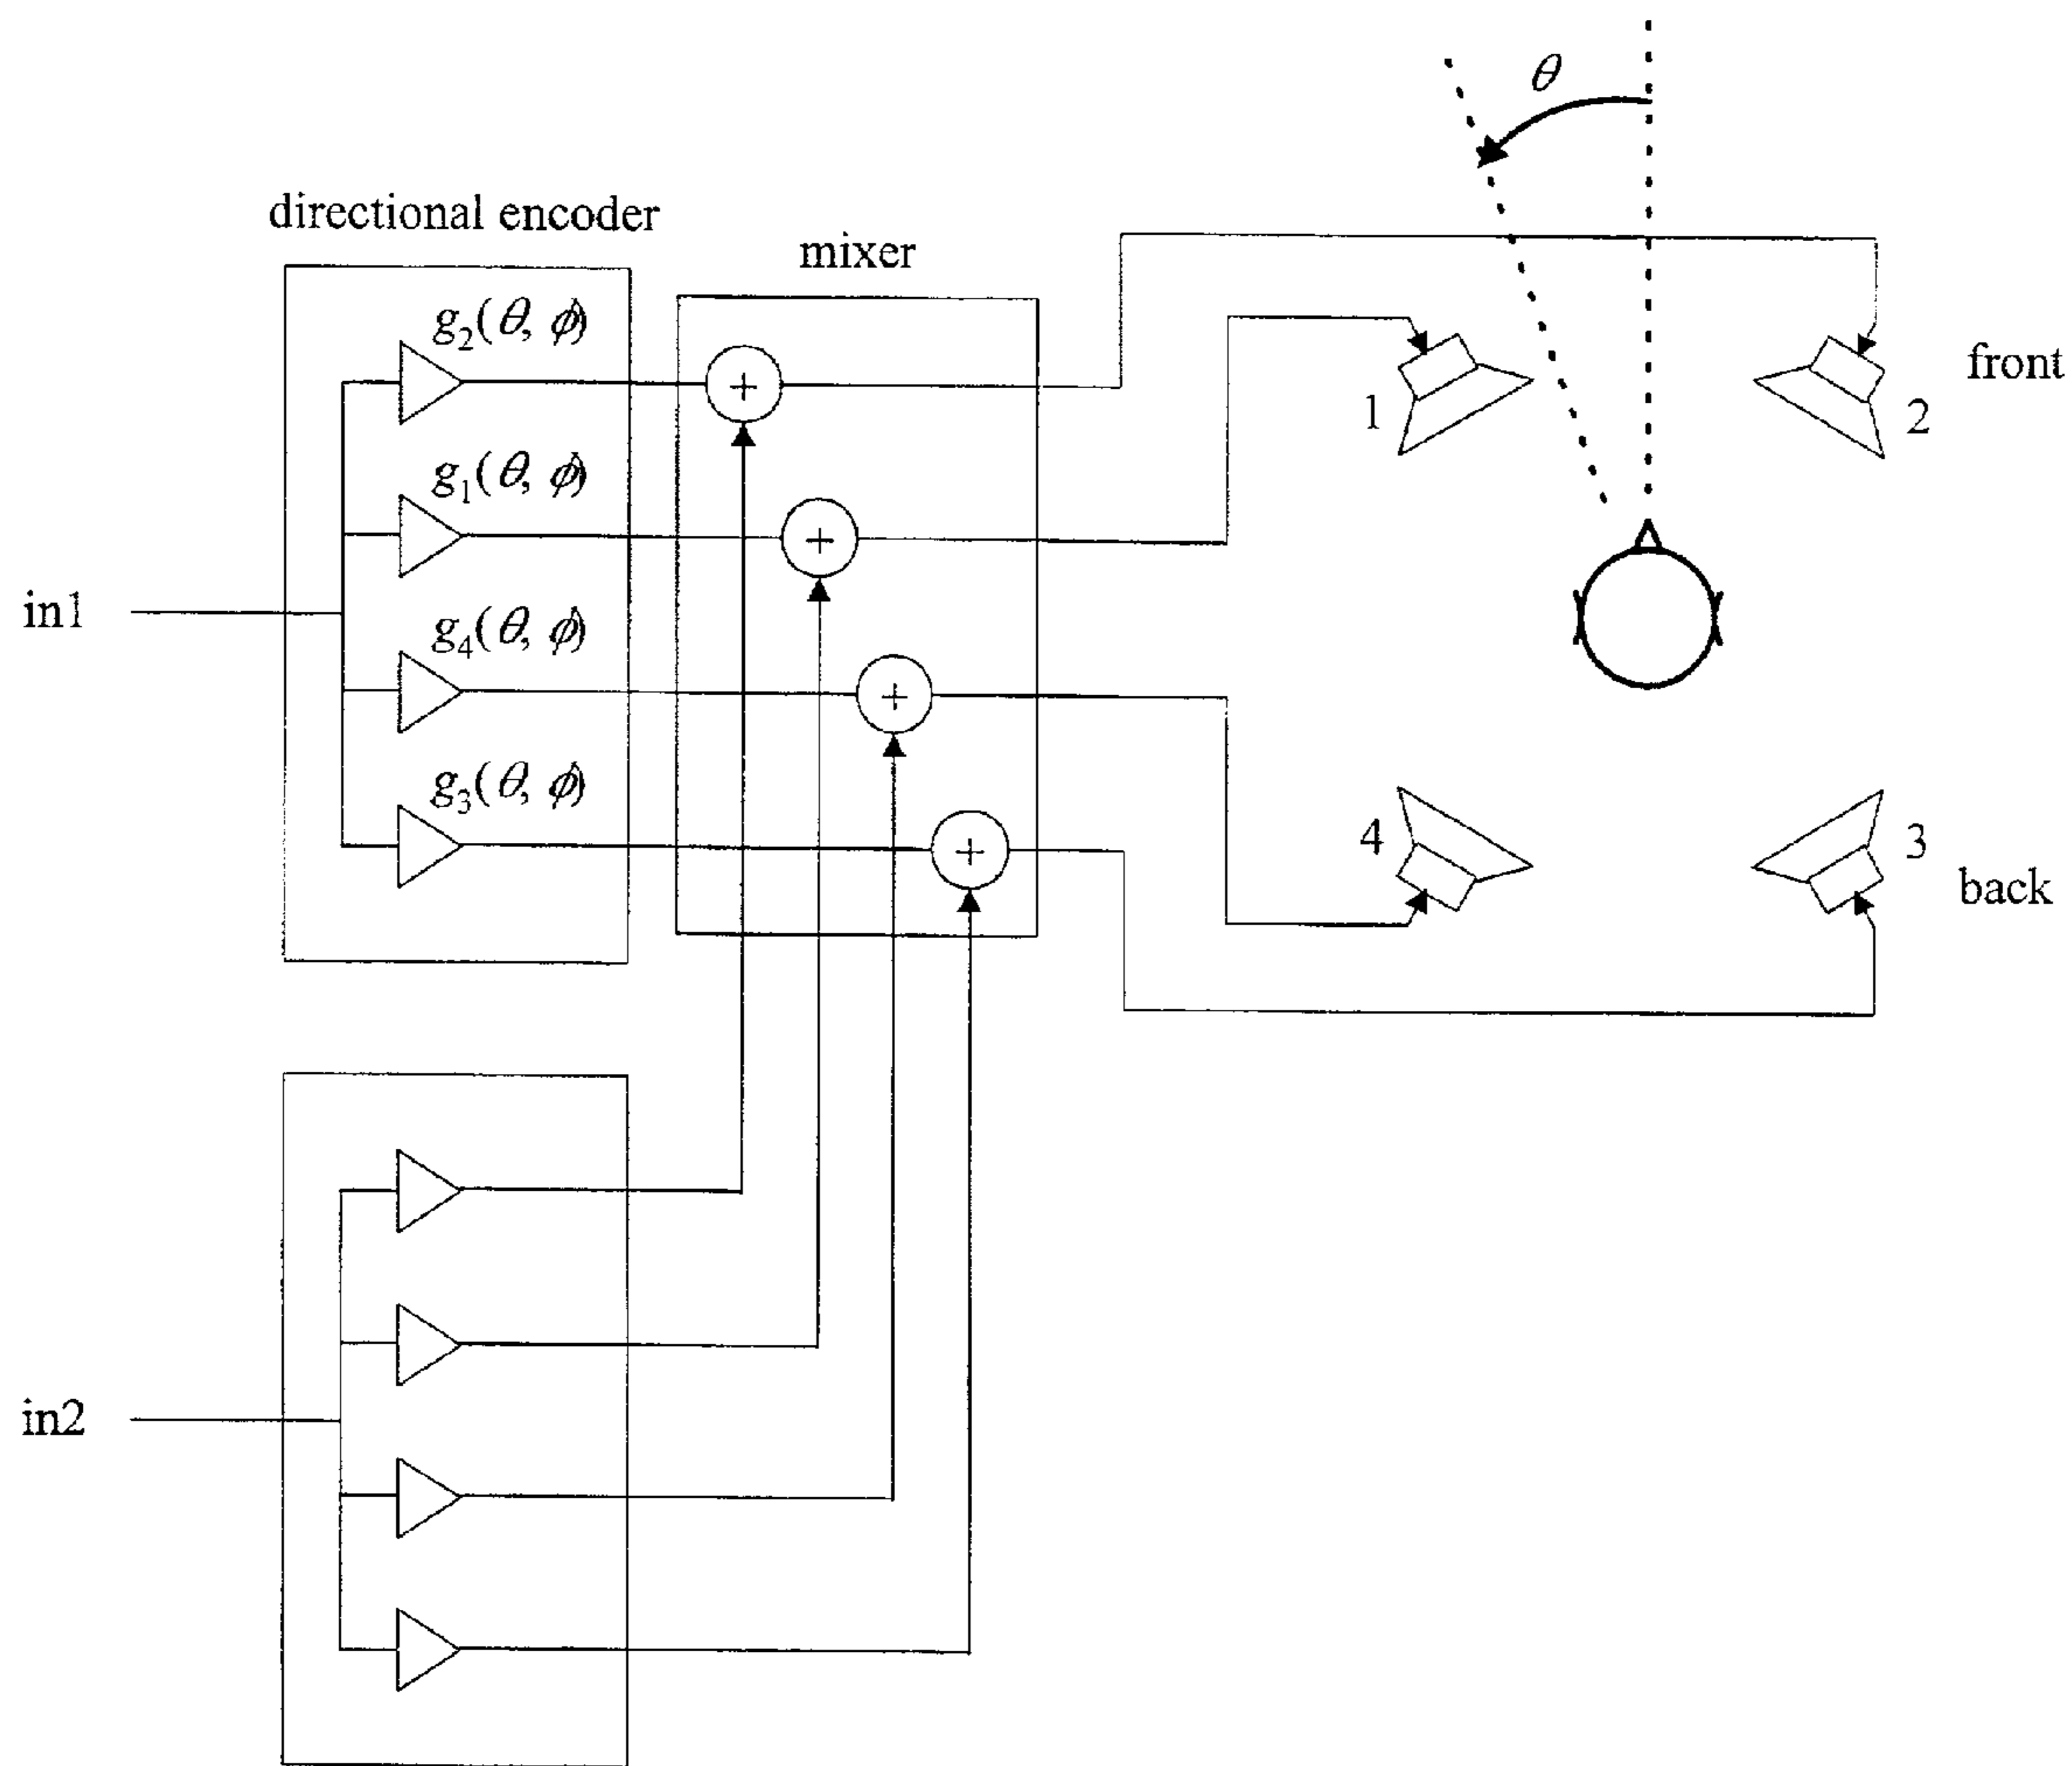 θ
directional encoder
mixer
g₂(θ, ϕ)
front
1
2
g₁(θ, ϕ)
in1
g₄(θ, ϕ)
g₃(θ, ϕ)
4
3
back
in2
+
+
+
+